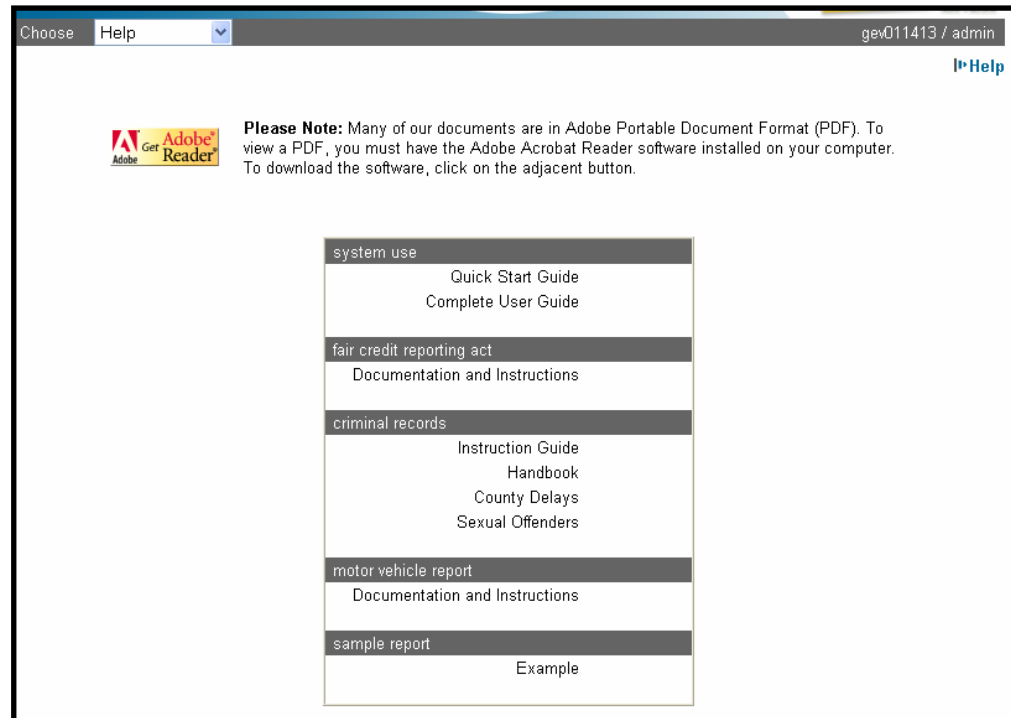 Choose Help gev011413 / admin
Help
Adobe Get Adobe® Reader®
Please Note: Many of our documents are in Adobe Portable Document Format (PDF). To
view a PDF, you must have the Adobe Acrobat Reader software installed on your computer.
To download the software, click on the adjacent button.
system use
Quick Start Guide
Complete User Guide
fair credit reporting act
Documentation and Instructions
criminal records
Instruction Guide
Handbook
County Delays
Sexual Offenders
motor vehicle report
Documentation and Instructions
sample report
Example